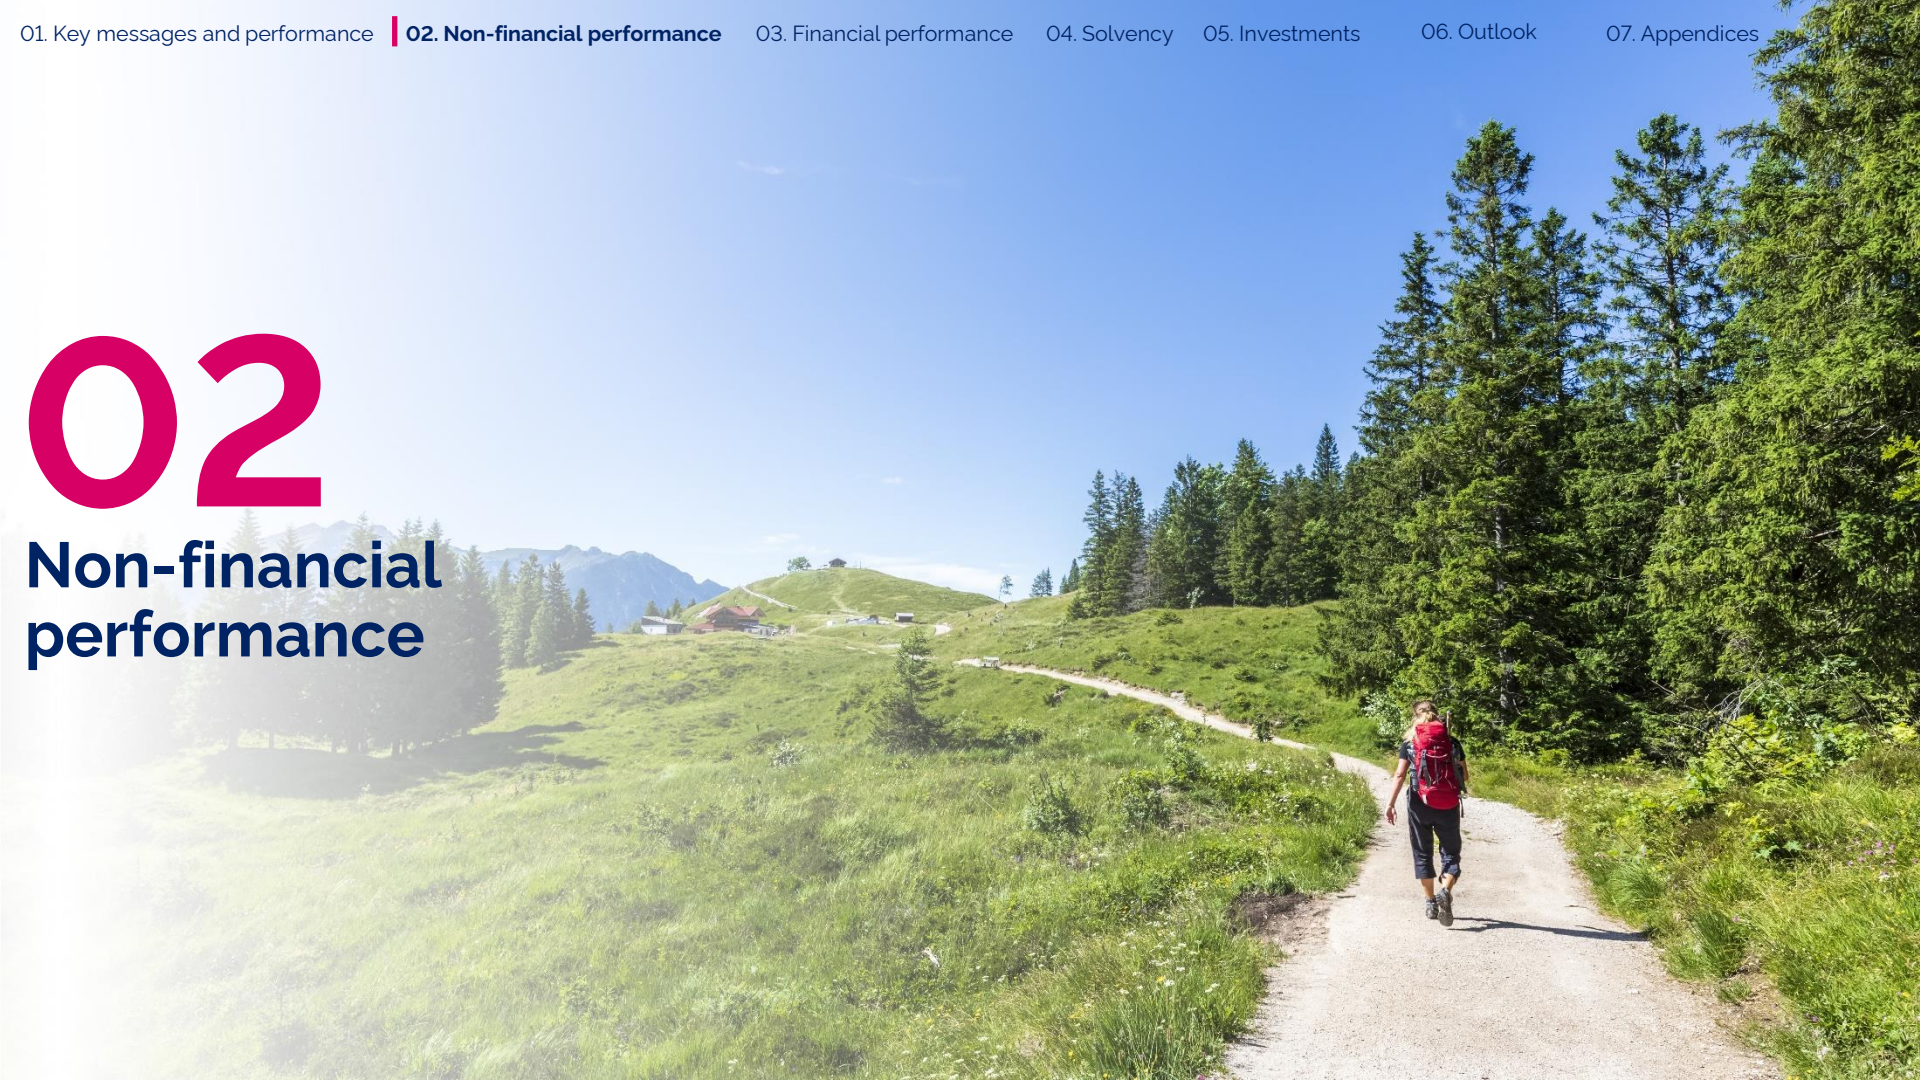 01. Key messages and performance
02. Non-financial performance
03. Financial performance
04. Solvency
05. Investments
06. Outlook
07. Appendices
02
Non-financial
performance